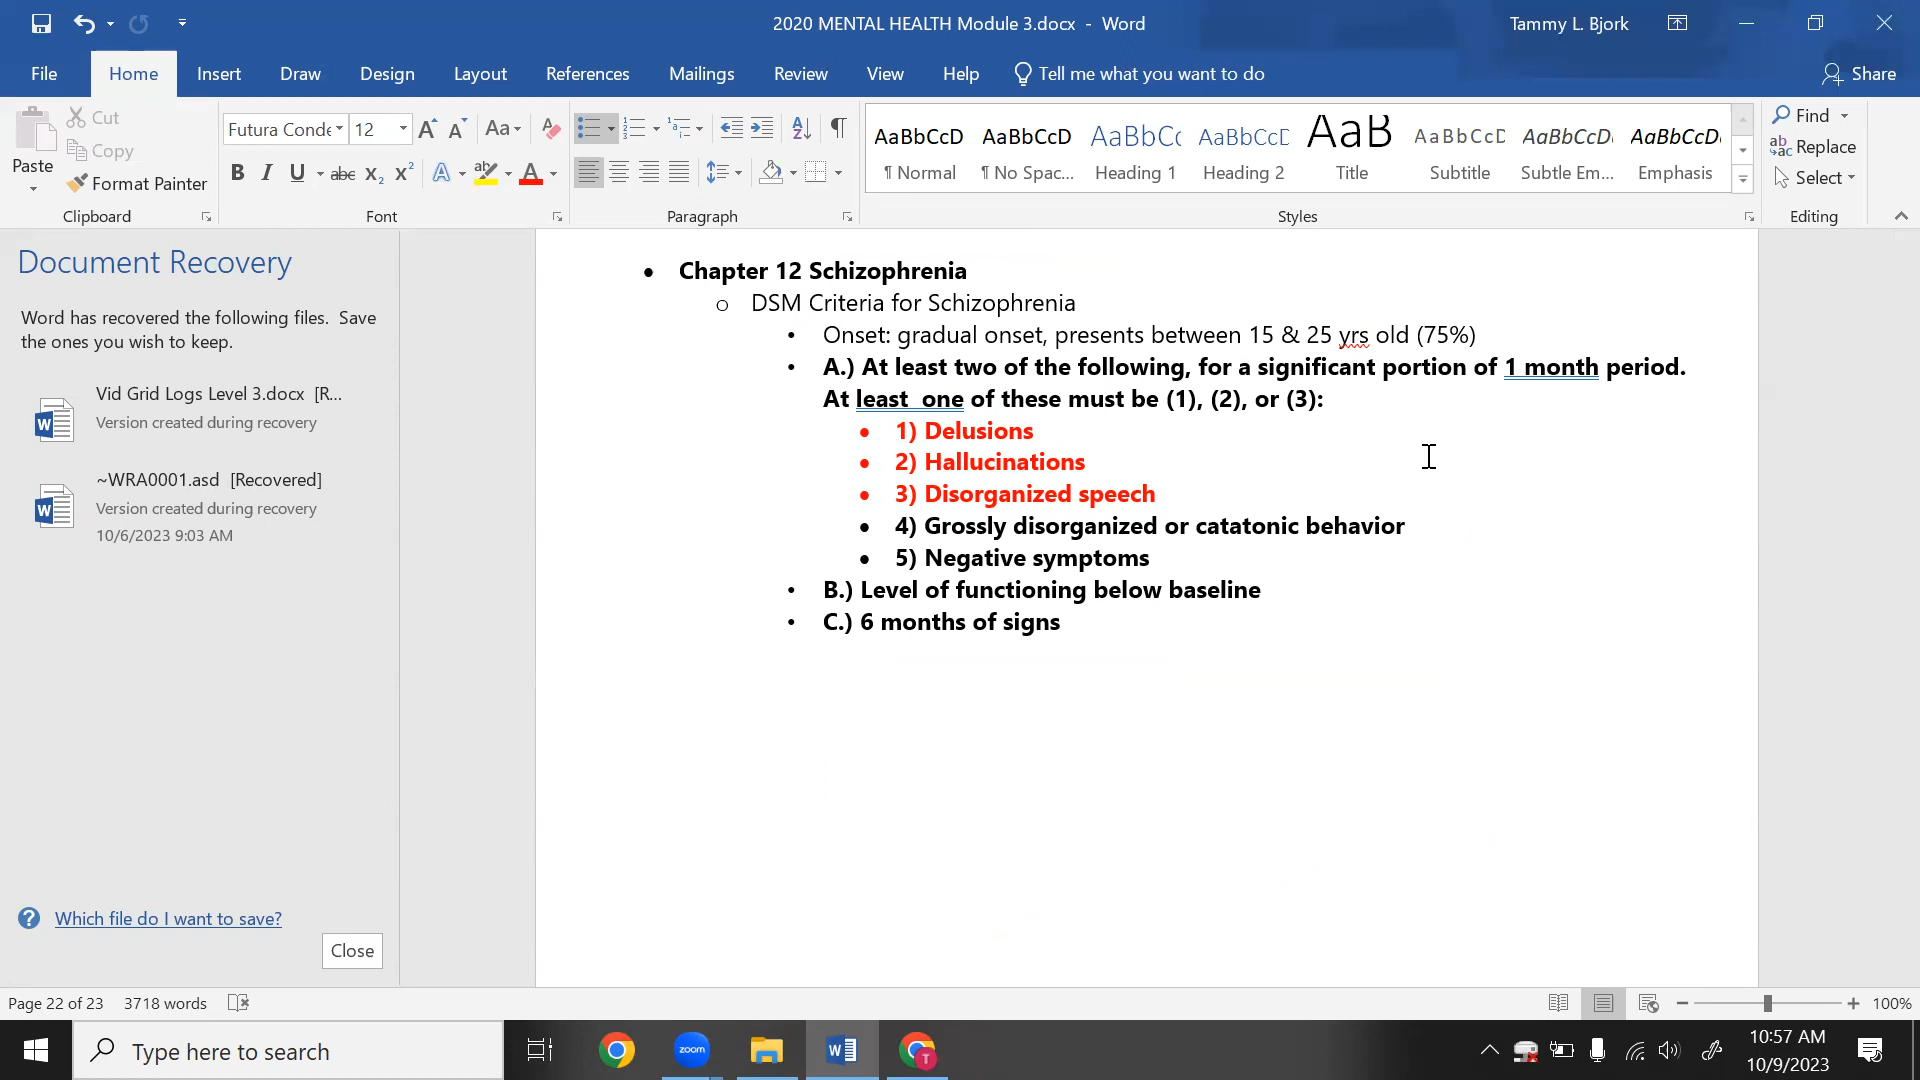 2020 MENTAL HEALTH Module 3.docx - Word
Tammy L. Bjork
File Home Insert Draw Design Layout References Mailings Review View Help Tell me what you want to do Share
Paste
Cut
Copy
Format Painter
Clipboard
Futura Conde 12
Font
Paragraph
AaBbCcD AaBbCcD AaBbCc AaBbCcD AaB AaBbCcD AaBbCcD AaBbCcD
¶ Normal ¶ No Spac... Heading 1 Heading 2 Title Subtitle Subtle Em... Emphasis
Styles
Find
Replace
Select
Editing
Document Recovery
Word has recovered the following files. Save
the ones you wish to keep.
Vid Grid Logs Level 3.docx [R...
Version created during recovery
~WRA0001.asd [Recovered]
Version created during recovery
10/6/2023 9:03 AM
Which file do I want to save?
Close
• Chapter 12 Schizophrenia
o DSM Criteria for Schizophrenia
• Onset: gradual onset, presents between 15 & 25 yrs old (75%)
• A.) At least two of the following, for a significant portion of 1 month period.
At least one of these must be (1), (2), or (3):
• 1) Delusions
• 2) Hallucinations
• 3) Disorganized speech
• 4) Grossly disorganized or catatonic behavior
• 5) Negative symptoms
• B.) Level of functioning below baseline
• C.) 6 months of signs
Page 22 of 23 3718 words
100%
Type here to search
zoom
T
10:57 AM
10/9/2023